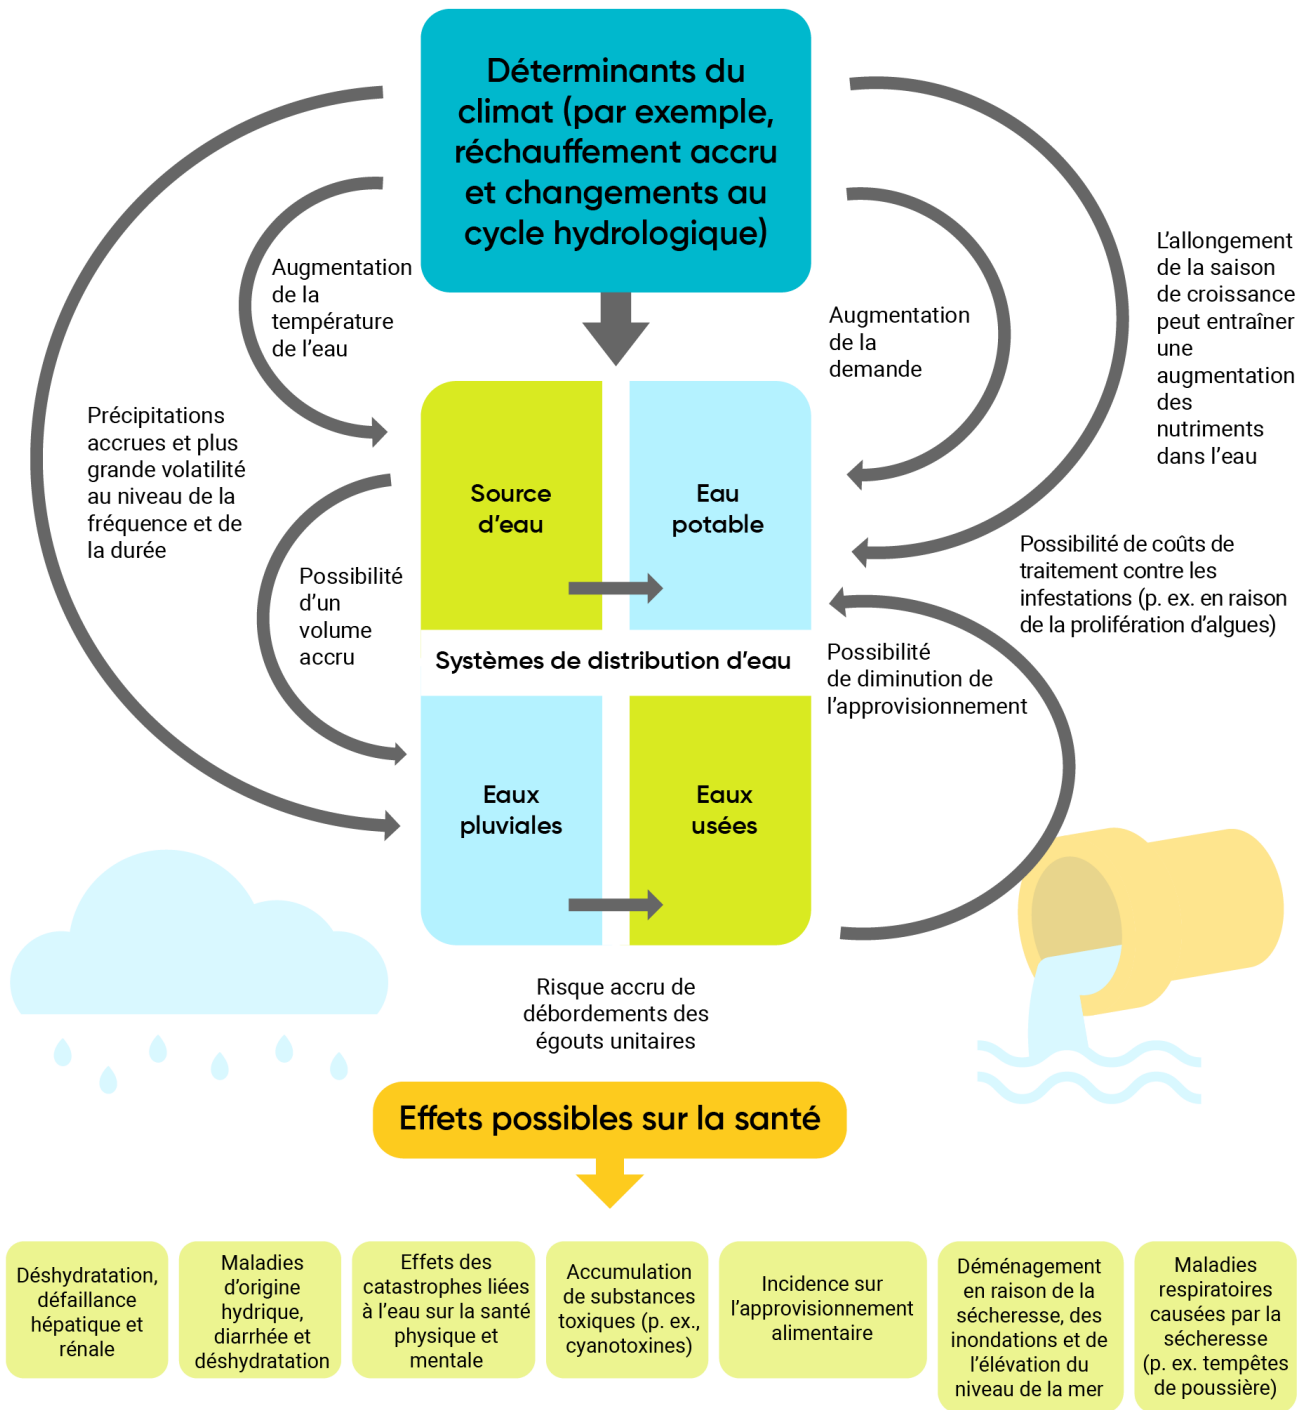 Déterminants du
climat (par exemple,
réchauffement accru
et changements au
cycle hydrologique)
Augmentation
de la
température
de l’eau
Précipitations
accrues et plus
grande volatilité
au niveau de la
fréquence et de
la durée
Possibilité
d’un
volume
accru
Augmentation
de la
demande
L’allongement
de la saison
de croissance
peut entraîner
une
augmentation
des
nutriments
dans l’eau
Possibilité de coûts de
traitement contre les
infestations (p. ex. en raison
de la prolifération d’algues)
Possibilité
de diminution de
l’approvisionnement
Source
d’eau
Eau
potable
Systèmes de distribution d’eau
Eaux
pluviales
Eaux
usées
Risque accru de
débordements des
égouts unitaires
Effets possibles sur la santé
Déshydratation,
défaillance
hépatique et
rénale
Maladies
d’origine
hydrique,
diarrhée et
déshydratation
Effets des
catastrophes liées
à l’eau sur la santé
physique et
mentale
Accumulation
de substances
toxiques (p. ex.,
cyanotoxines)
Incidence sur
l’approvisionnement
alimentaire
Déménagement
en raison de la
sécheresse, des
inondations et de
l’élévation du
niveau de la mer
Maladies
respiratoires
causées par la
sécheresse
(p. ex. tempêtes
de poussière)